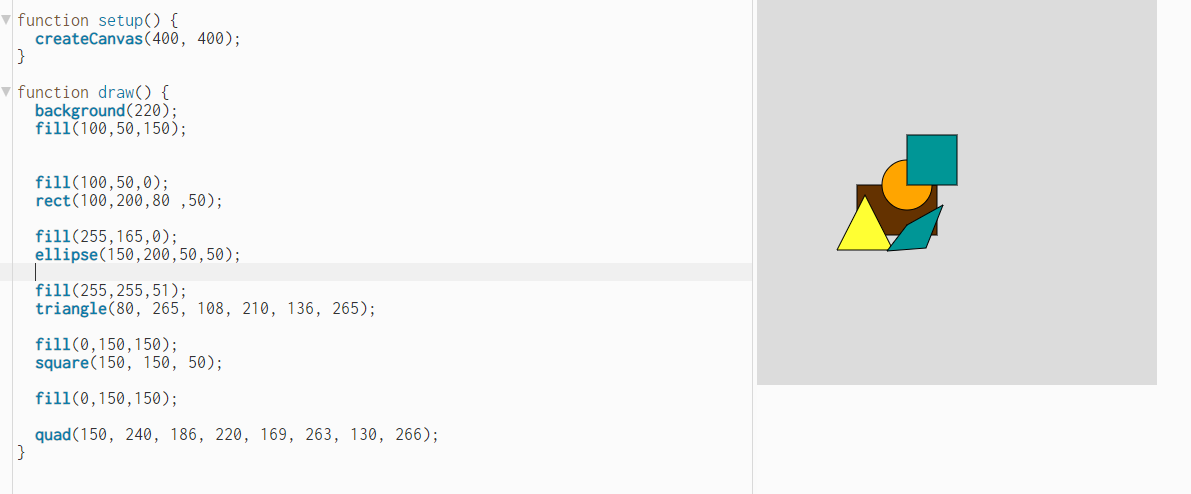 function setup() {
  createCanvas(400, 400);
}
function draw() {
  background(220);
  fill(100,50,150);
  fill(100,50,0);
  rect(100,200,80 ,50);
  fill(255,165,0);
  ellipse(150,200,50,50);
  fill(255,255,51);
  triangle(80, 265, 108, 210, 136, 265);
  fill(0,150,150);
  square(150, 150, 50);
  fill(0,150,150);
  quad(150, 240, 186, 220, 169, 263, 130, 266);
}